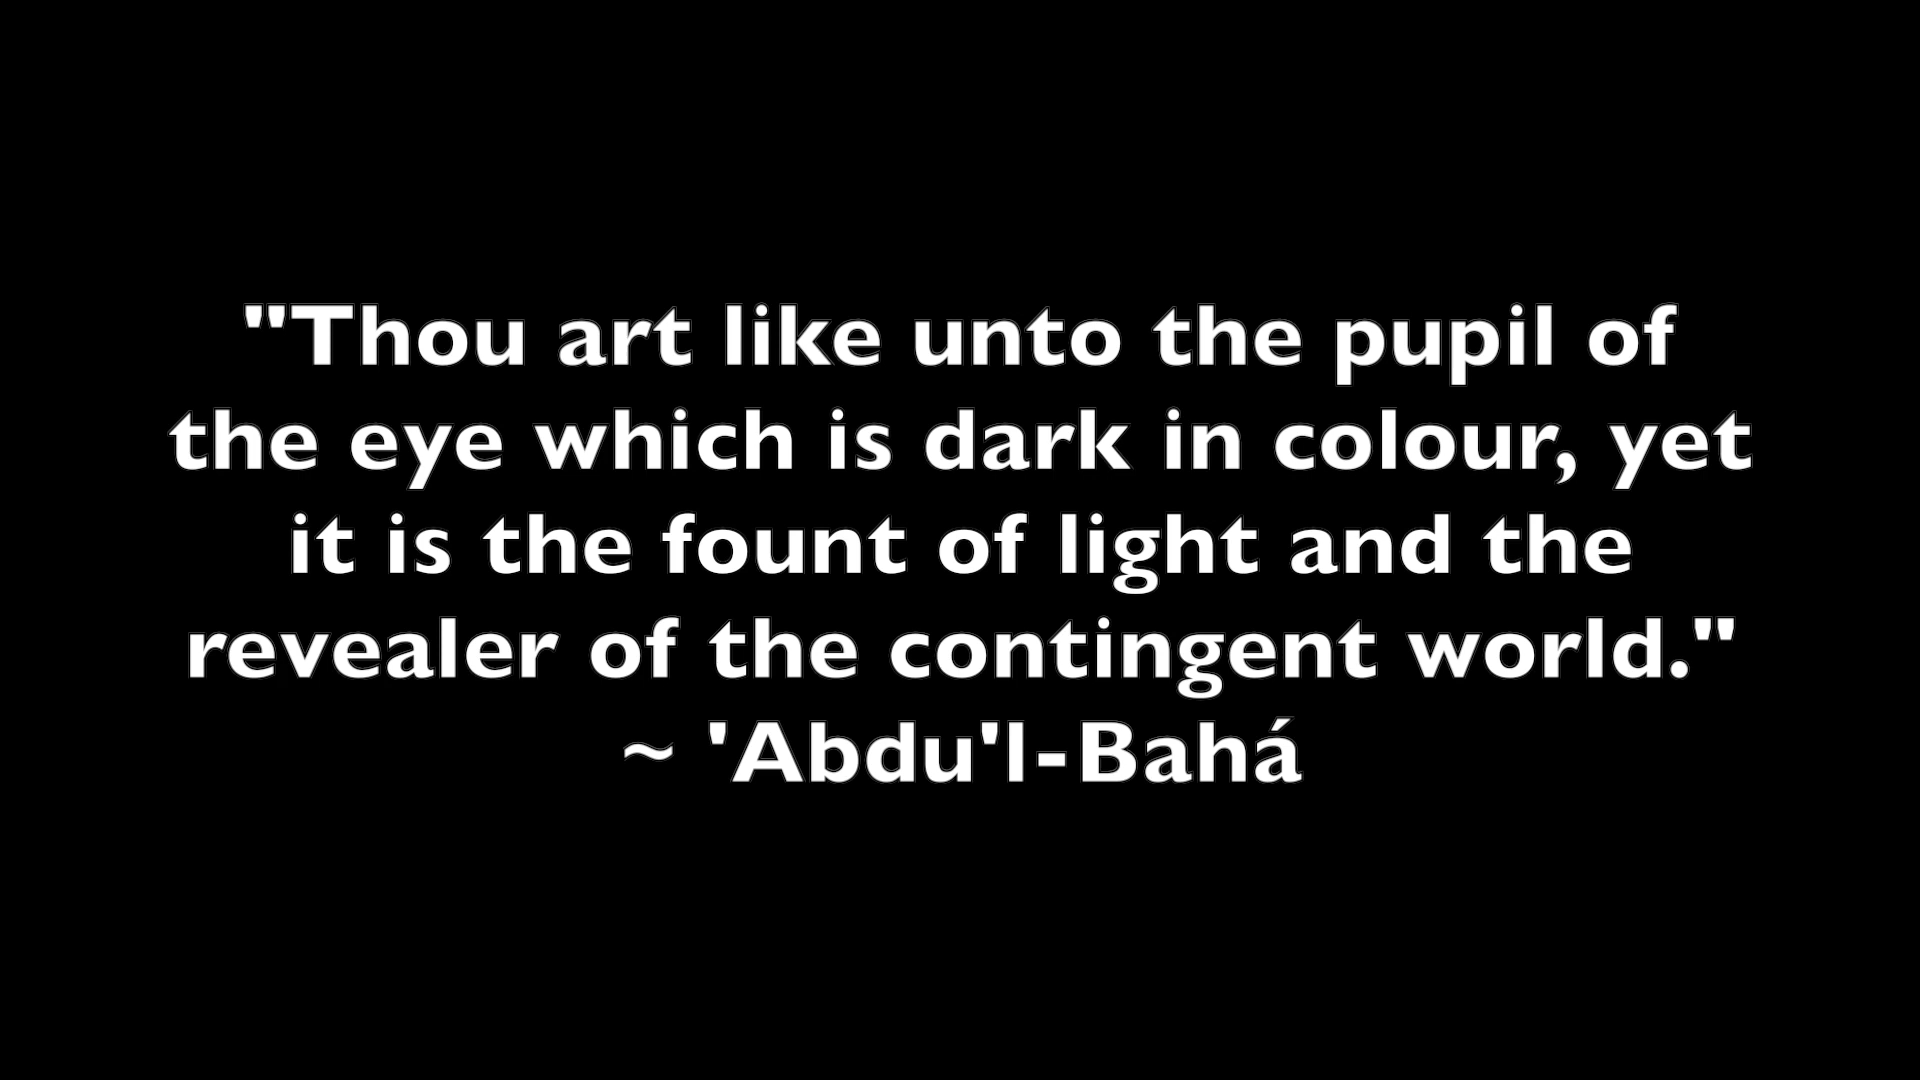 "Thou art like unto the pupil of
the eye which is dark in colour, yet
it is the fount of light and the
revealer of the contingent world."
~ 'Abdu'l-Bahá